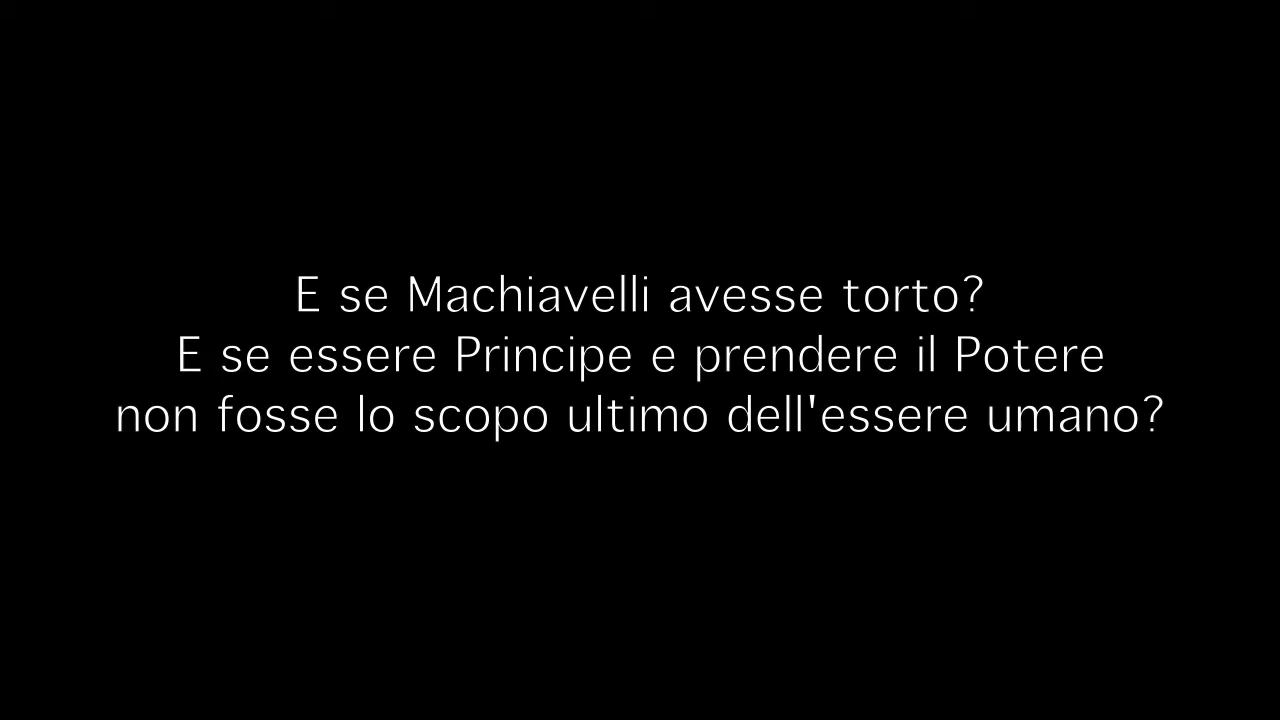 E se Machiavelli avesse torto?
E se essere Principe e prendere il Potere
non fosse lo scopo ultimo dell'essere umano?